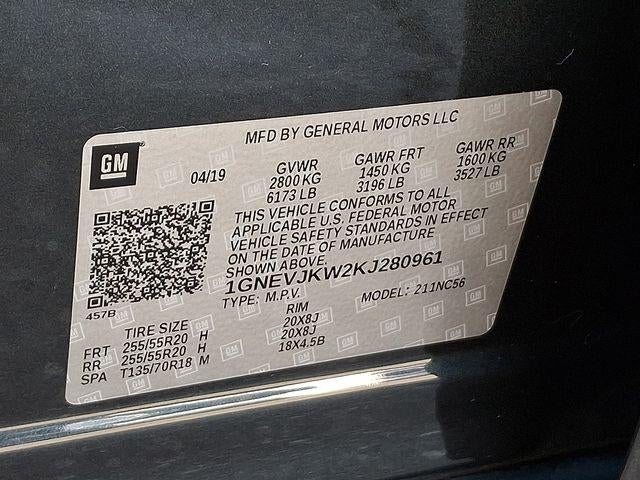 MFD BY GENERAL MOTORS LLC
GM
04/19
GVWR GAWR FRT GAWR RR
2800 KG 1450 KG 1600 KG
6173 LB 3196 LB 3527 LB
THIS VEHICLE CONFORMS TO ALL
APPLICABLE U.S. FEDERAL MOTOR
VEHICLE SAFETY STANDARDS IN EFFECT
ON THE DATE OF MANUFACTURE
SHOWN ABOVE.
1GNEVJKW2KJ280961
TYPE: M.P.V. MODEL: 211NC56
457B
TIRE SIZE RIM
FRT 255/55R20 H 20X8J
RR 255/55R20 H 20X8J
SPA T135/70R18 M 18X4.5B